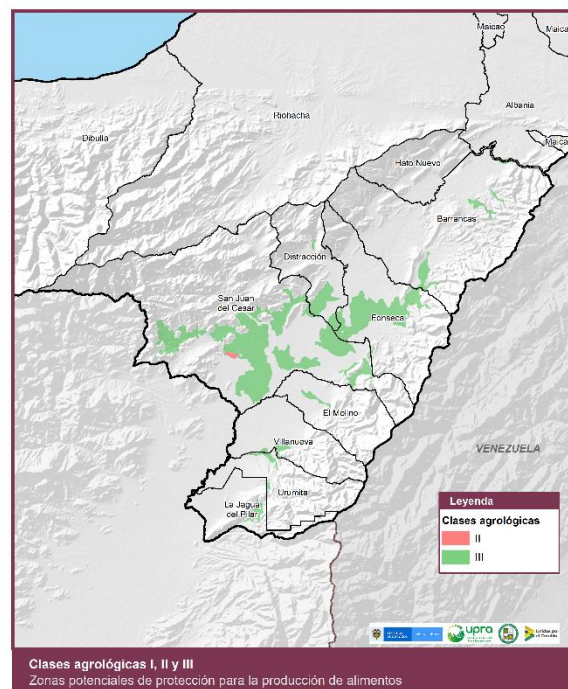 Maicao
Maica
Albania
Riohacha
Dibulla
Maica
Hato Nuevo
Barrancas
Distracción
San Juan
del Cesar
Fonseca
El Molino
Villanueva
VENEZUELA
Urumita
La Jagua
del Pilar
Leyenda
Clases agrológicas
II
III
upra
Clases agrológicas I, II y III
Zonas potenciales de protección para la producción de alimentos